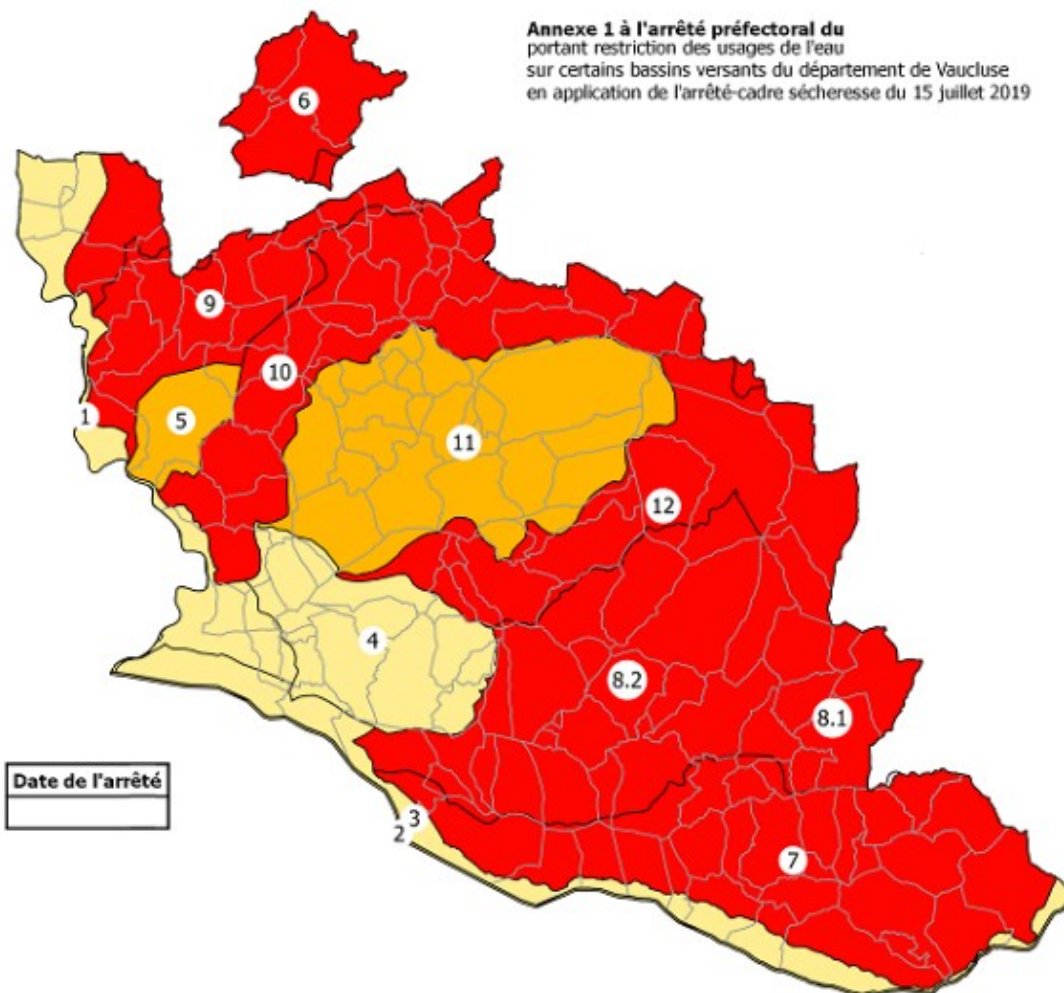 Annexe 1 à l'arrêté préfectoral du
portant restriction des usages de l'eau
sur certains bassins versants du département de Vaucluse
en application de l'arrêté-cadre sécheresse du 15 juillet 2019
6
9
10
1
5
11
12
4
8.2
8.1
Date de l'arrêté
3
2
7